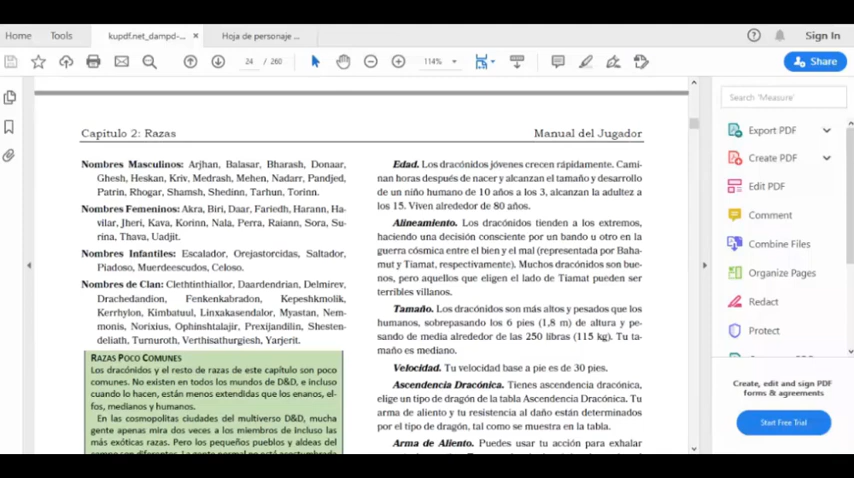 Home
Tools
kupdf.net_dampd-...
×
Hoja de personaje ...
Sign In
24 / 260
114%
Share
Search 'Measure'
Export PDF
Create PDF
Edit PDF
Comment
Combine Files
Organize Pages
Redact
Protect
Create, edit and sign PDF
forms & agreements
Start Free Trial
Capítulo 2: Razas
Manual del Jugador
Nombres Masculinos: Arjhan, Balasar, Bharash, Donaar,
Ghesh, Heskan, Kriv, Medrash, Mehen, Nadarr, Pandjed,
Patrin, Rhogar, Shamsh, Shedinn, Tarhun, Torinn.
Nombres Femeninos: Akra, Biri, Daar, Fariedh, Harann, Ha-
vilar, Jheri, Kava, Korinn, Nala, Perra, Raiann, Sora, Su-
rina, Thava, Uadjit.
Nombres Infantiles: Escalador, Orejastorcidas, Saltador,
Piadoso, Muerdeescudos, Celoso.
Nombres de Clan: Clethtinthiallor, Daardendrian, Delmirev,
Drachedandion, Fenkenkabradon, Kepeshkmolik,
Kerrhylon, Kimbatuul, Linxakasendalor, Myastan, Nem-
monis, Norixius, Ophinshtalajir, Prexijandilin, Shesten-
deliath, Turnuroth, Verthisathurgiesh, Yarjerit.
RAZAS POCO COMUNES
Los dracónidos y el resto de razas de este capítulo son poco
comunes. No existen en todos los mundos de D&D, e incluso
cuando lo hacen, están menos extendidas que los enanos, el-
fos, medianos y humanos.
En las cosmopolitas ciudades del multiverso D&D, mucha
gente apenas mira dos veces a los miembros de incluso las
más exóticas razas. Pero los pequeños pueblos y aldeas del
Edad. Los dracónidos jóvenes crecen rápidamente. Cami-
nan horas después de nacer y alcanzan el tamaño y desarrollo
de un niño humano de 10 años a los 3, alcanzan la adultez a
los 15. Viven alrededor de 80 años.
Alineamiento. Los dracónidos tienden a los extremos,
haciendo una decisión consciente por un bando u otro en la
guerra cósmica entre el bien y el mal (representada por Baha-
mut y Tiamat, respectivamente). Muchos dracónidos son bue-
nos, pero aquellos que eligen el lado de Tiamat pueden ser
terribles villanos.
Tamaño. Los dracónidos son más altos y pesados que los
humanos, sobrepasando los 6 pies (1,8 m) de altura y pe-
sando de media alrededor de las 250 libras (115 kg). Tu ta-
maño es mediano.
Velocidad. Tu velocidad base a pie es de 30 pies.
Ascendencia Dracónica. Tienes ascendencia dracónica,
elige un tipo de dragón de la tabla Ascendencia Dracónica. Tu
arma de aliento y tu resistencia al daño están determinados
por el tipo de dragón, tal como se muestra en la tabla.
Arma de Aliento. Puedes usar tu acción para exhalar